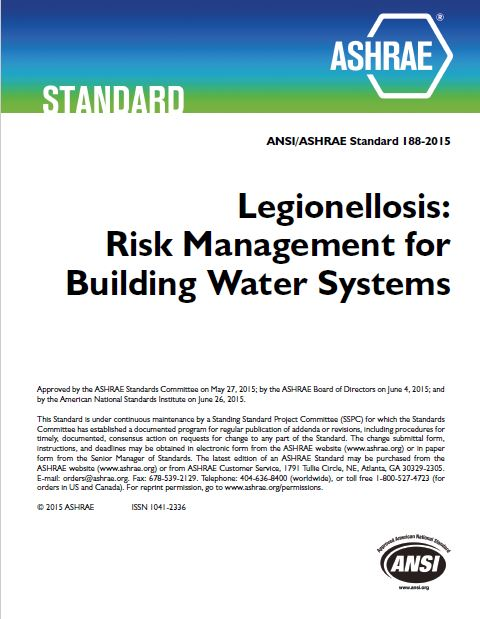 ASHRAE®
STANDARD
ANSI/ASHRAE Standard 188-2015
Legionellosis:
Risk Management for
Building Water Systems
Approved by the ASHRAE Standards Committee on May 27, 2015; by the ASHRAE Board of Directors on June 4, 2015; and
by the American National Standards Institute on June 26, 2015.
This Standard is under continuous maintenance by a Standing Standard Project Committee (SSPC) for which the Standards
Committee has established a documented program for regular publication of addenda or revisions, including procedures for
timely, documented, consensus action on requests for change to any part of the Standard. The change submittal form,
instructions, and deadlines may be obtained in electronic form from the ASHRAE website (www.ashrae.org) or in paper
form from the Senior Manager of Standards. The latest edition of an ASHRAE Standard may be purchased from the
ASHRAE website (www.ashrae.org) or from ASHRAE Customer Service, 1791 Tullie Circle, NE, Atlanta, GA 30329-2305.
E-mail: orders@ashrae.org. Fax: 678-539-2129. Telephone: 404-636-8400 (worldwide), or toll free 1-800-527-4723 (for
orders in US and Canada). For reprint permission, go to www.ashrae.org/permissions.
© 2015 ASHRAE ISSN 1041-2336
Approved American National Standard
ANSI
www.ansi.org